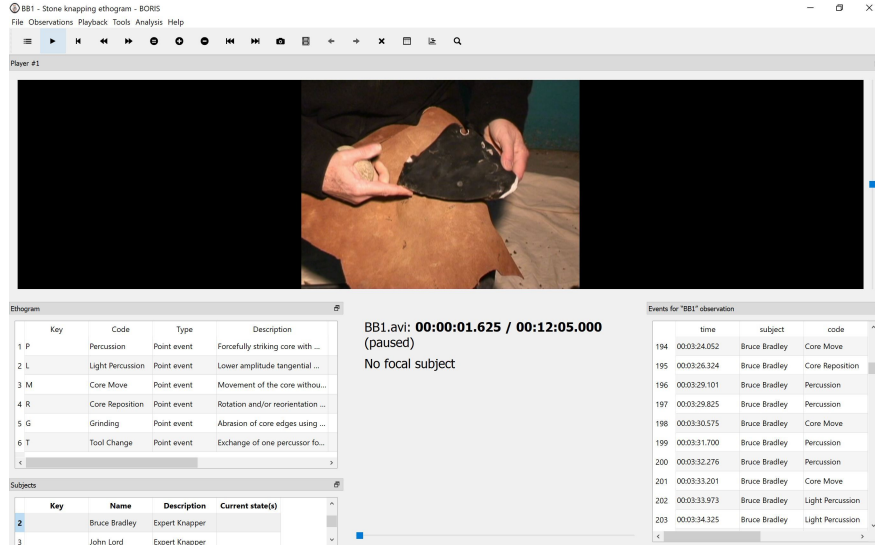 BB1 - Stone knapping ethogram - BORIS
File Observations Playback Tools Analysis Help
Player #1
Ethogram
Key Code Type Description
1 P Percussion Point event Forcefully striking core with ...
2 L Light Percussion Point event Lower amplitude tangential ...
3 M Core Move Point event Movement of the core withou...
4 R Core Reposition Point event Rotation and/or reorientation ...
5 G Grinding Point event Abrasion of core edges using ...
6 T Tool Change Point event Exchange of one percussor fo...
Subjects
Key Name Description Current state(s)
2 Bruce Bradley Expert Knapper
3 John Lord Expert Knapper
BB1.avi: 00:00:01.625 / 00:12:05.000
(paused)
No focal subject
Events for "BB1" observation
time subject code
194 00:03:24.052 Bruce Bradley Core Move
195 00:03:26.324 Bruce Bradley Core Reposition
196 00:03:29.101 Bruce Bradley Percussion
197 00:03:29.825 Bruce Bradley Percussion
198 00:03:30.575 Bruce Bradley Core Move
199 00:03:31.700 Bruce Bradley Percussion
200 00:03:32.276 Bruce Bradley Percussion
201 00:03:33.201 Bruce Bradley Core Move
202 00:03:33.973 Bruce Bradley Light Percussion
203 00:03:34.325 Bruce Bradley Light Percussion